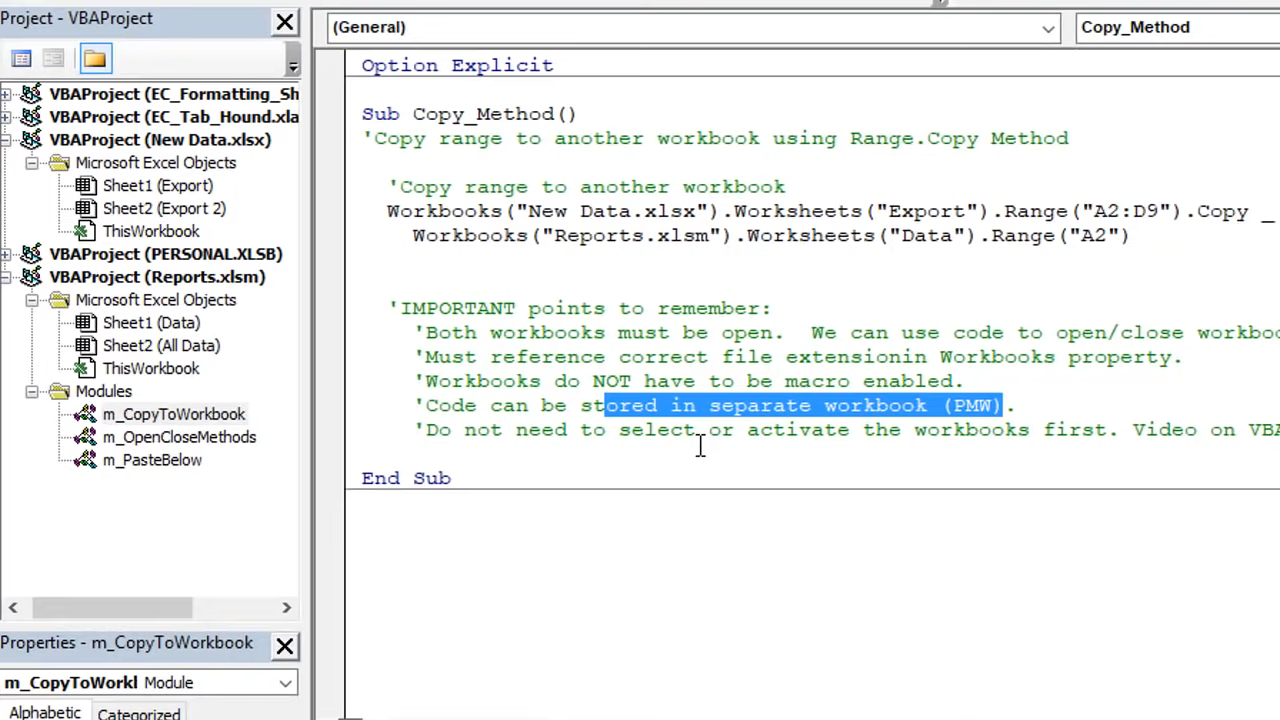 Project - VBAProject
(General)
Copy_Method
VBAProject (EC_Formatting_Sh
VBAProject (EC_Tab_Hound.xla
VBAProject (New Data.xlsx)
Microsoft Excel Objects
Sheet1 (Export)
Sheet2 (Export 2)
ThisWorkbook
VBAProject (PERSONAL.XLSB)
VBAProject (Reports.xlsm)
Microsoft Excel Objects
Sheet1 (Data)
Sheet2 (All Data)
ThisWorkbook
Modules
m_CopyToWorkbook
m_OpenCloseMethods
m_PasteBelow
Properties - m_CopyToWorkbook
m_CopyToWorkl Module
Alphabetic Categorized
Option Explicit
Sub Copy_Method()
'Copy range to another workbook using Range.Copy Method
'Copy range to another workbook
Workbooks("New Data.xlsx").Worksheets("Export").Range("A2:D9").Copy _
Workbooks("Reports.xlsm").Worksheets("Data").Range("A2")
'IMPORTANT points to remember:
'Both workbooks must be open.  We can use code to open/close workboo
'Must reference correct file extensionin Workbooks property.
'Workbooks do NOT have to be macro enabled.
'Code can be stored in separate workbook (PMW).
'Do not need to select or activate the workbooks first. Video on VBA
End Sub